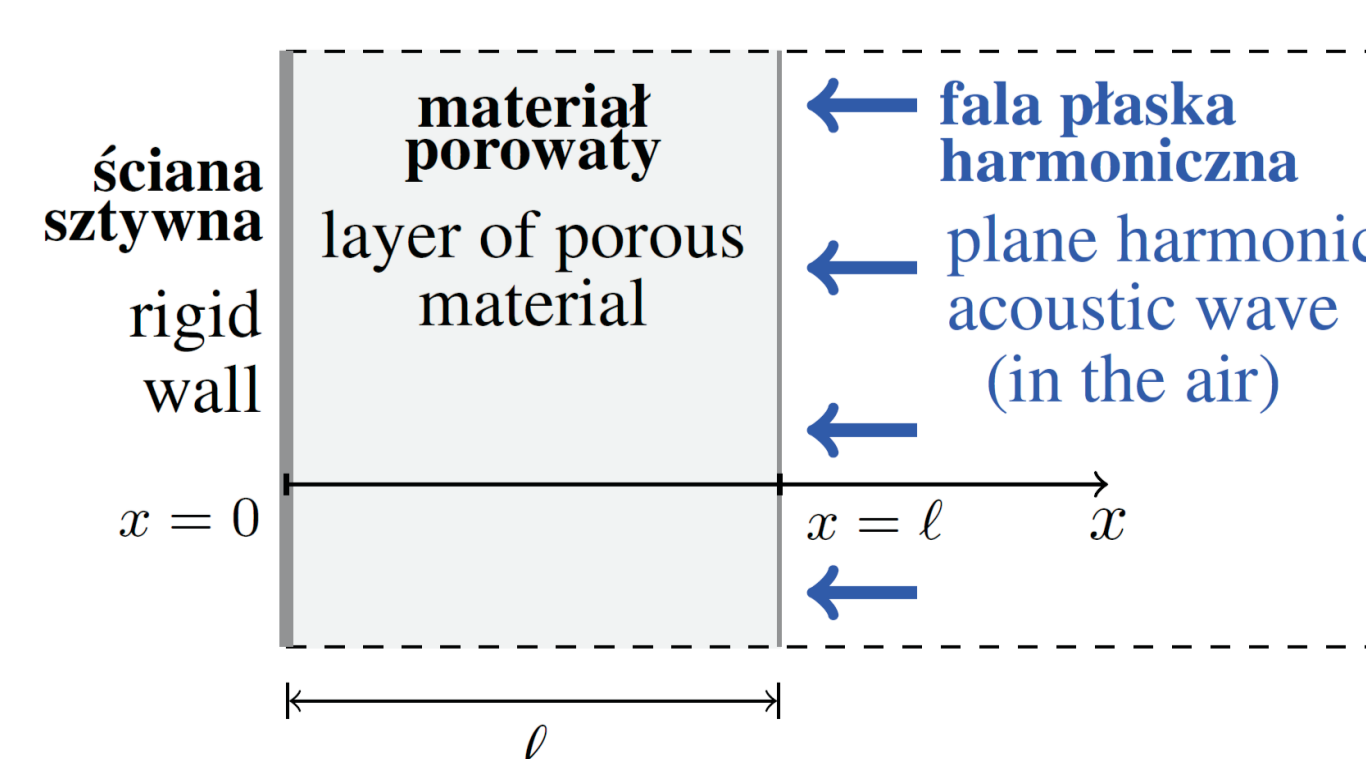 ściana
sztywna
rigid
wall
materiał
porowaty
layer of porous
material
fala płaska
harmoniczna
plane harmonic
acoustic wave
(in the air)
x = 0
x = ℓ
x
ℓ